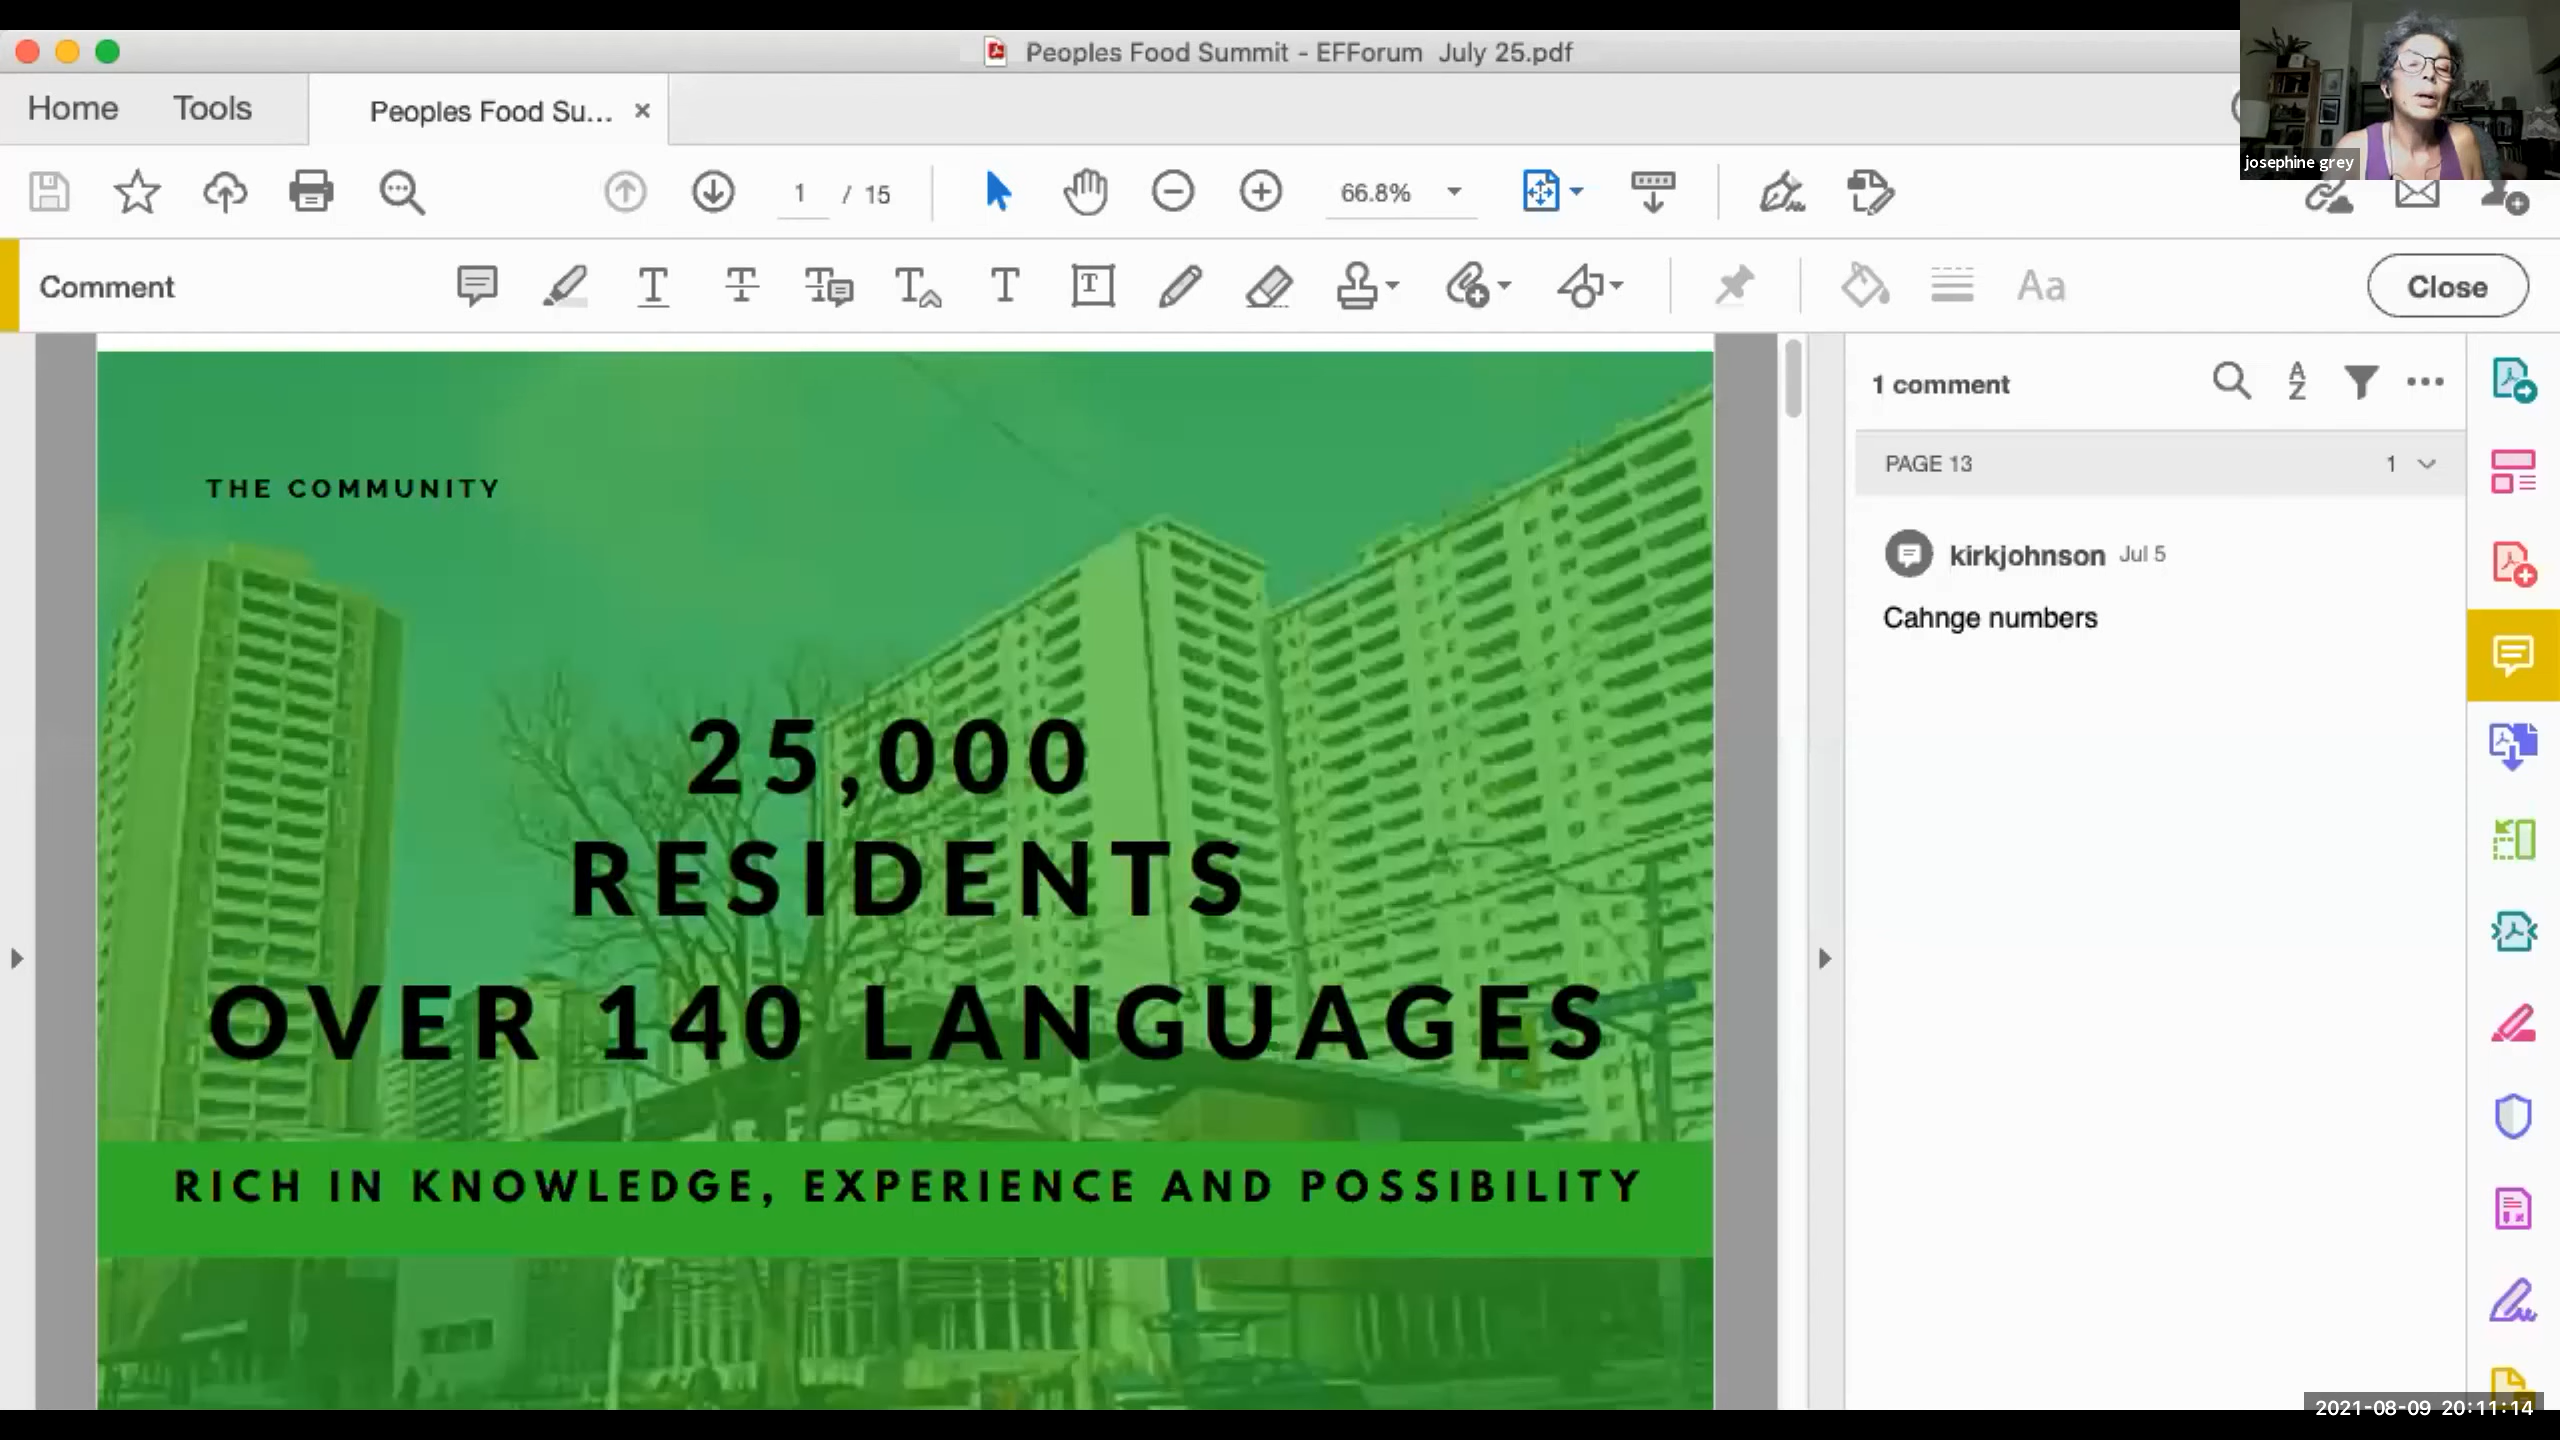 Peoples Food Summit - EFForum July 25.pdf
Home Tools Peoples Food Su...
josephine grey
1 / 15 66.8%
Comment
Aa
Close
1 comment
A
Z
PAGE 13 1
THE COMMUNITY
kirkjohnson Jul 5
Cahnge numbers
25,000
RESIDENTS
OVER 140 LANGUAGES
RICH IN KNOWLEDGE, EXPERIENCE AND POSSIBILITY
2021-08-09 20:11:14